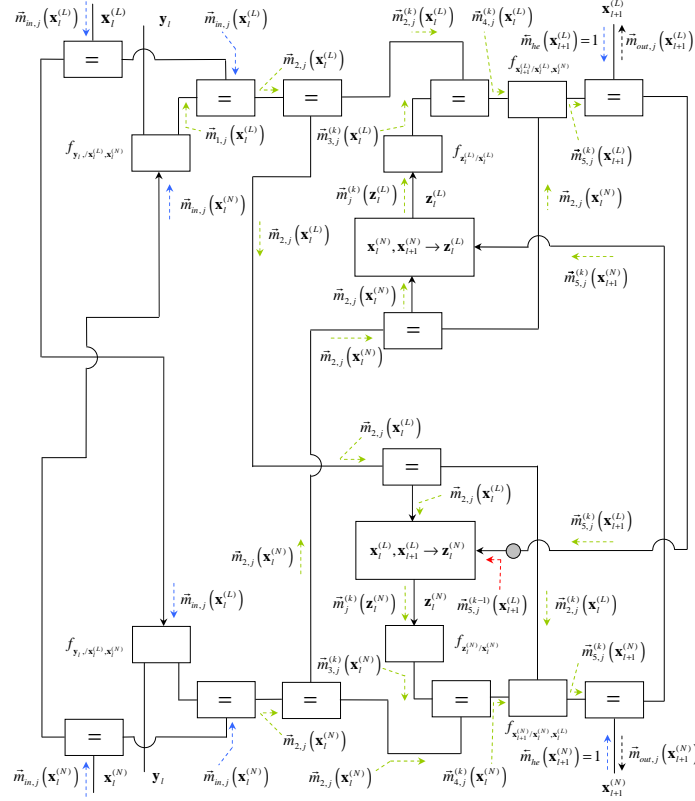 m⃗_{in,j}(x_l^{(L)}) x_l^{(L)} y_l m⃗_{in,j}(x_l^{(L)}) m⃗_{2,j}^{(k)}(x_l^{(L)}) m⃗_{4,j}^{(k)}(x_l^{(L)}) x_{l+1}^{(L)}
m⃖_{he}(x_{l+1}^{(L)}) = 1 m⃗_{out,j}(x_{l+1}^{(L)})
f_{x_{l+1}^{(L)}/x_l^{(L)},x_l^{(N)}}
= m⃗_{2,j}(x_l^{(L)})
= = = =
m⃗_{1,j}(x_l^{(L)}) m⃗_{3,j}^{(k)}(x_l^{(L)}) m⃗_{5,j}^{(k)}(x_{l+1}^{(L)})
f_{y_l,/x_l^{(L)},x_l^{(N)}} f_{z_l^{(L)}/x_l^{(L)}}
m⃗_{in,j}(x_l^{(N)}) m⃗_j^{(k)}(z_l^{(L)}) z_l^{(L)} m⃗_{2,j}(x_l^{(N)})
m⃗_{2,j}(x_l^{(L)}) x_l^{(N)}, x_{l+1}^{(N)} → z_l^{(L)}
m⃗_{5,j}^{(k)}(x_l^{(N)})
m⃗_{2,j}(x_l^{(N)})
=
m⃗_{2,j}(x_l^{(N)})
m⃗_{2,j}(x_l^{(L)})
=
m⃗_{2,j}(x_l^{(L)})
m⃗_{5,j}^{(k)}(x_{l+1}^{(L)})
x_l^{(L)}, x_{l+1}^{(L)} → z_l^{(N)}
m⃗_{2,j}(x_l^{(N)})
m⃗_{in,j}(x_l^{(L)}) m⃗_j^{(k)}(z_l^{(N)}) z_l^{(N)} m⃗_{5,j}^{(k-1)}(x_{l+1}^{(L)}) m⃗_{2,j}^{(k)}(x_l^{(L)})
f_{y_l,/x_l^{(L)},x_l^{(N)}} f_{z_l^{(N)}/x_l^{(N)}}
m⃗_{3,j}^{(k)}(x_l^{(N)}) m⃗_{5,j}^{(k)}(x_{l+1}^{(N)})
= = = =
= m⃗_{2,j}(x_l^{(N)}) f_{x_{l+1}^{(N)}/x_l^{(N)},x_l^{(L)}}
m⃖_{he}(x_{l+1}^{(N)}) = 1 m⃗_{out,j}(x_{l+1}^{(N)})
m⃗_{in,j}(x_l^{(N)}) x_l^{(N)} y_l m⃗_{in,j}(x_l^{(N)}) m⃗_{2,j}(x_l^{(N)}) m⃗_{4,j}^{(k)}(x_l^{(N)}) x_{l+1}^{(N)}